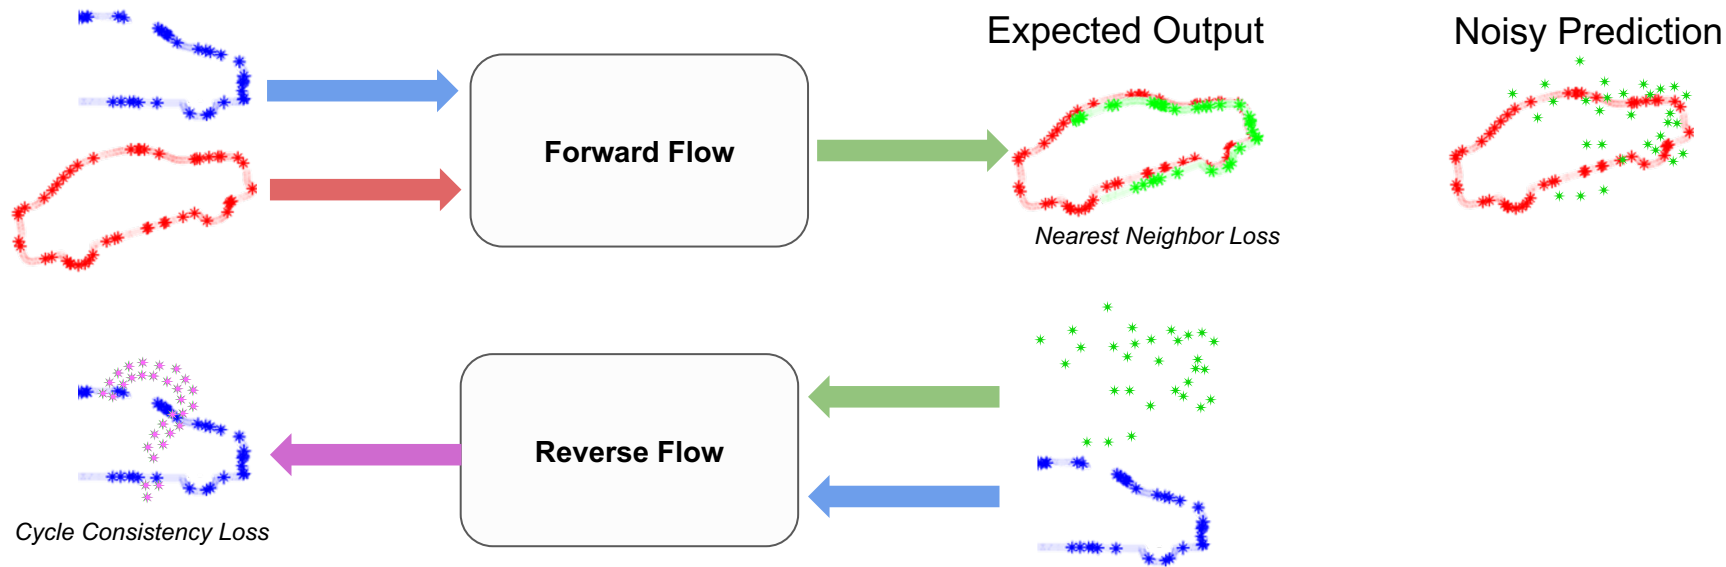 Expected Output
Noisy Prediction
Forward Flow
Nearest Neighbor Loss
Reverse Flow
Cycle Consistency Loss